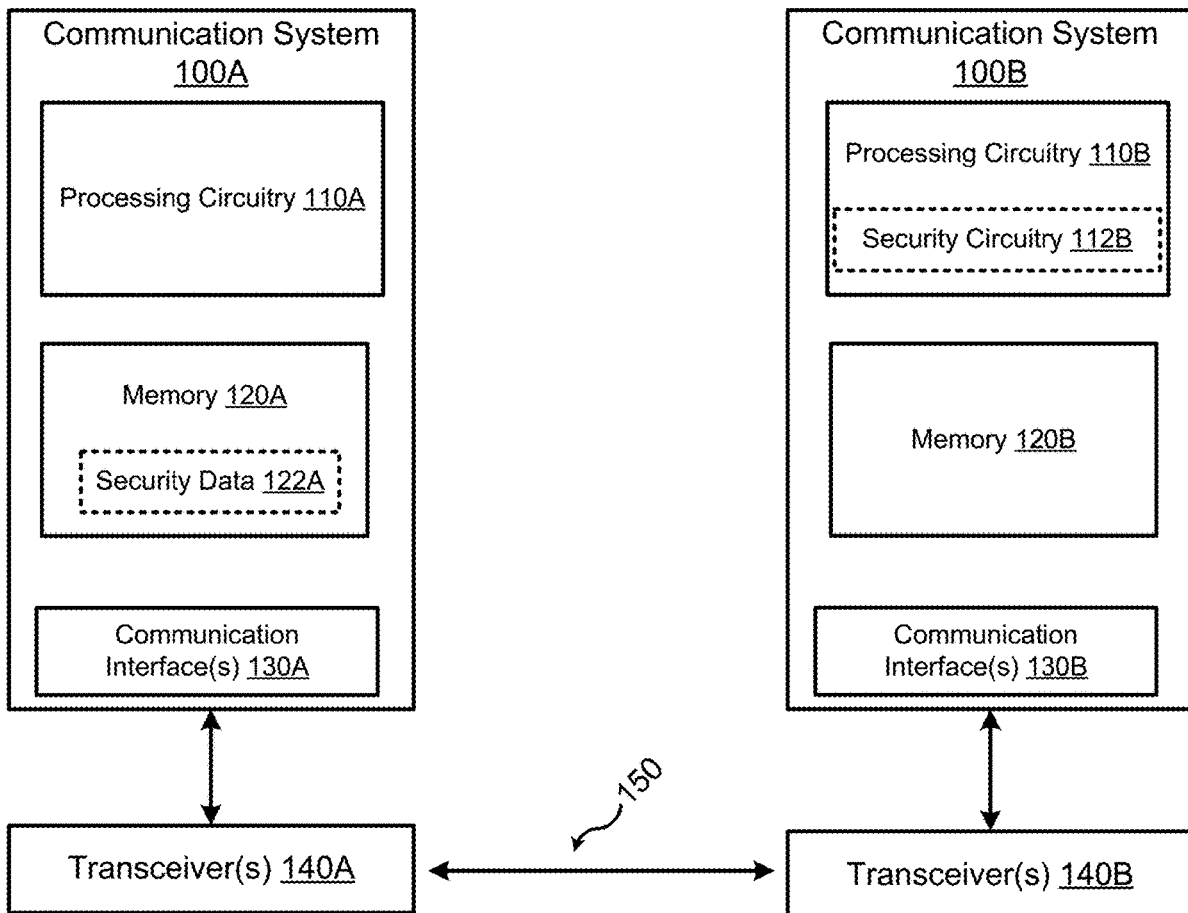 Communication System
100A
Processing Circuitry 110A
Memory 120A
Security Data 122A
Communication
Interface(s) 130A
Transceiver(s) 140A
150
Communication System
100B
Processing Circuitry 110B
Security Circuitry 112B
Memory 120B
Communication
Interface(s) 130B
Transceiver(s) 140B